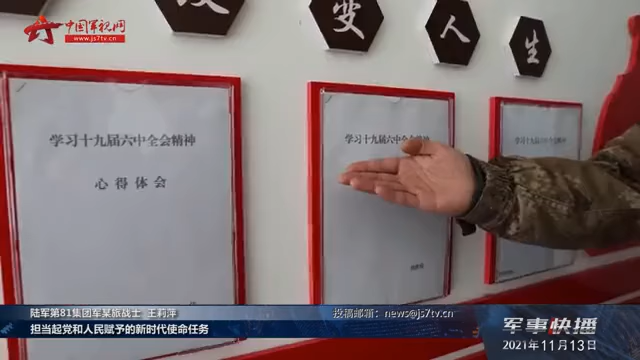 中国军视网
www.js7tv.cn
变
人
生
学习十九届六中全会精神
心得体会
学习十九届六中全会精神
学习十九届六中全会精神
陆军第81集团军某旅战士 王莉萍
投稿邮箱：news@js7tv.cn
担当起党和人民赋予的新时代使命任务
军事快播
2021年11月13日